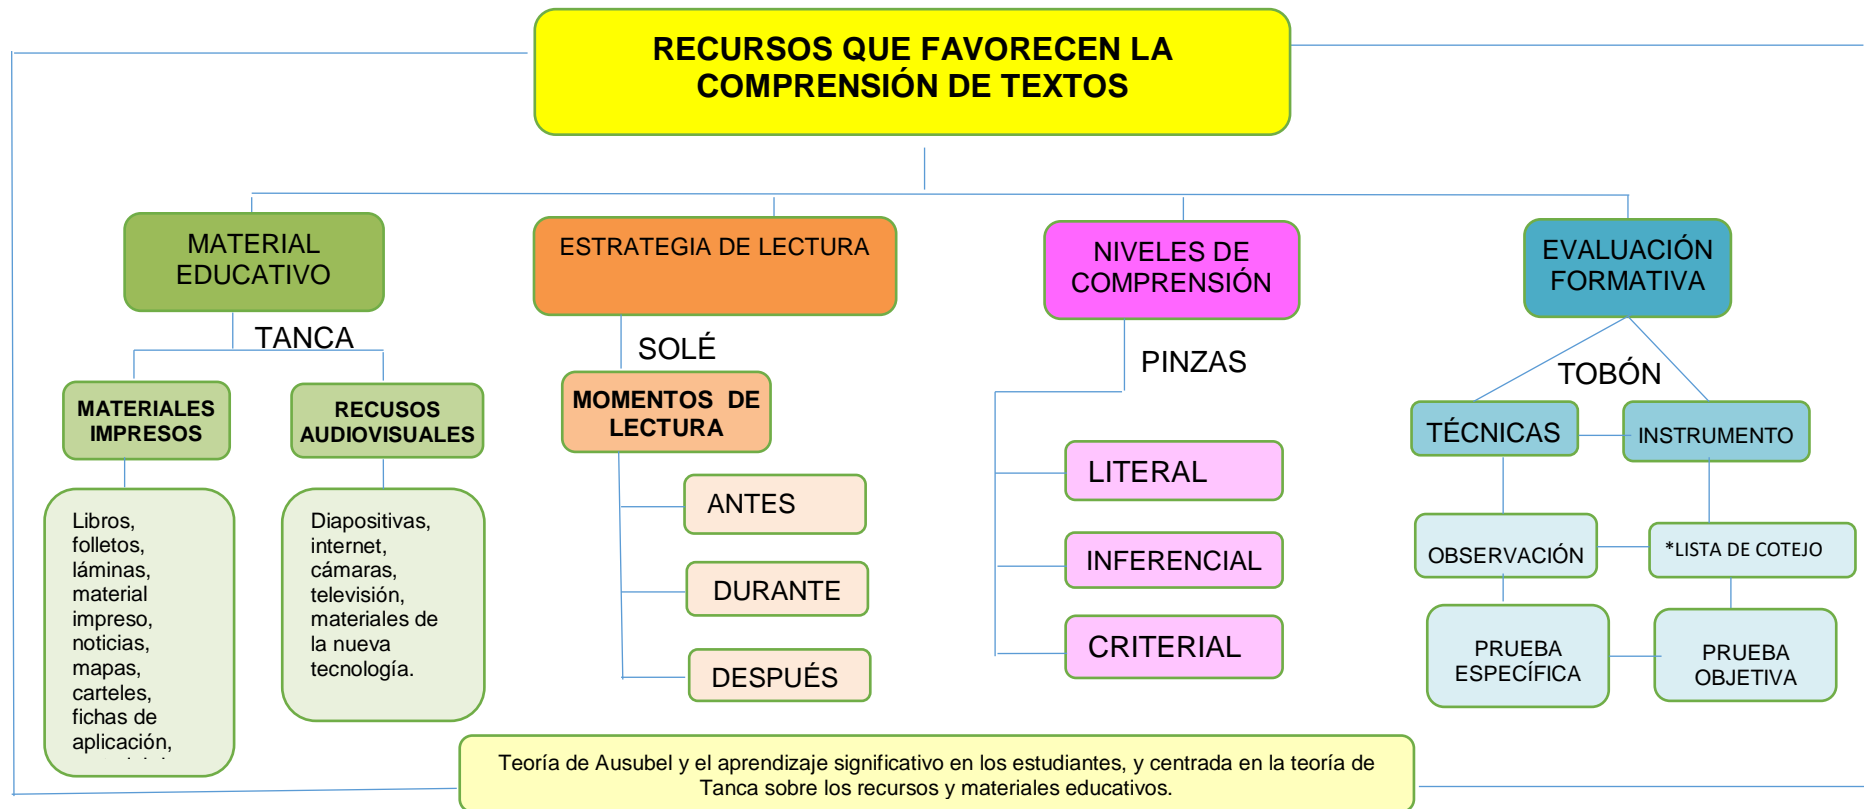 RECURSOS QUE FAVORECEN LA
COMPRENSIÓN DE TEXTOS
MATERIAL
EDUCATIVO
TANCA
MATERIALES
IMPRESOS
Libros,
folletos,
láminas,
material
impreso,
noticias,
mapas,
carteles,
fichas de
aplicación,
RECUSOS
AUDIOVISUALES
Diapositivas,
internet,
cámaras,
televisión,
materiales de
la nueva
tecnología.
ESTRATEGIA DE LECTURA
SOLÉ
MOMENTOS DE
LECTURA
ANTES
DURANTE
DESPUÉS
NIVELES DE
COMPRENSIÓN
PINZAS
LITERAL
INFERENCIAL
CRITERIAL
EVALUACIÓN
FORMATIVA
TOBÓN
TÉCNICAS
INSTRUMENTO
OBSERVACIÓN
*LISTA DE COTEJO
PRUEBA
ESPECÍFICA
PRUEBA
OBJETIVA
Teoría de Ausubel y el aprendizaje significativo en los estudiantes, y centrada en la teoría de
Tanca sobre los recursos y materiales educativos.